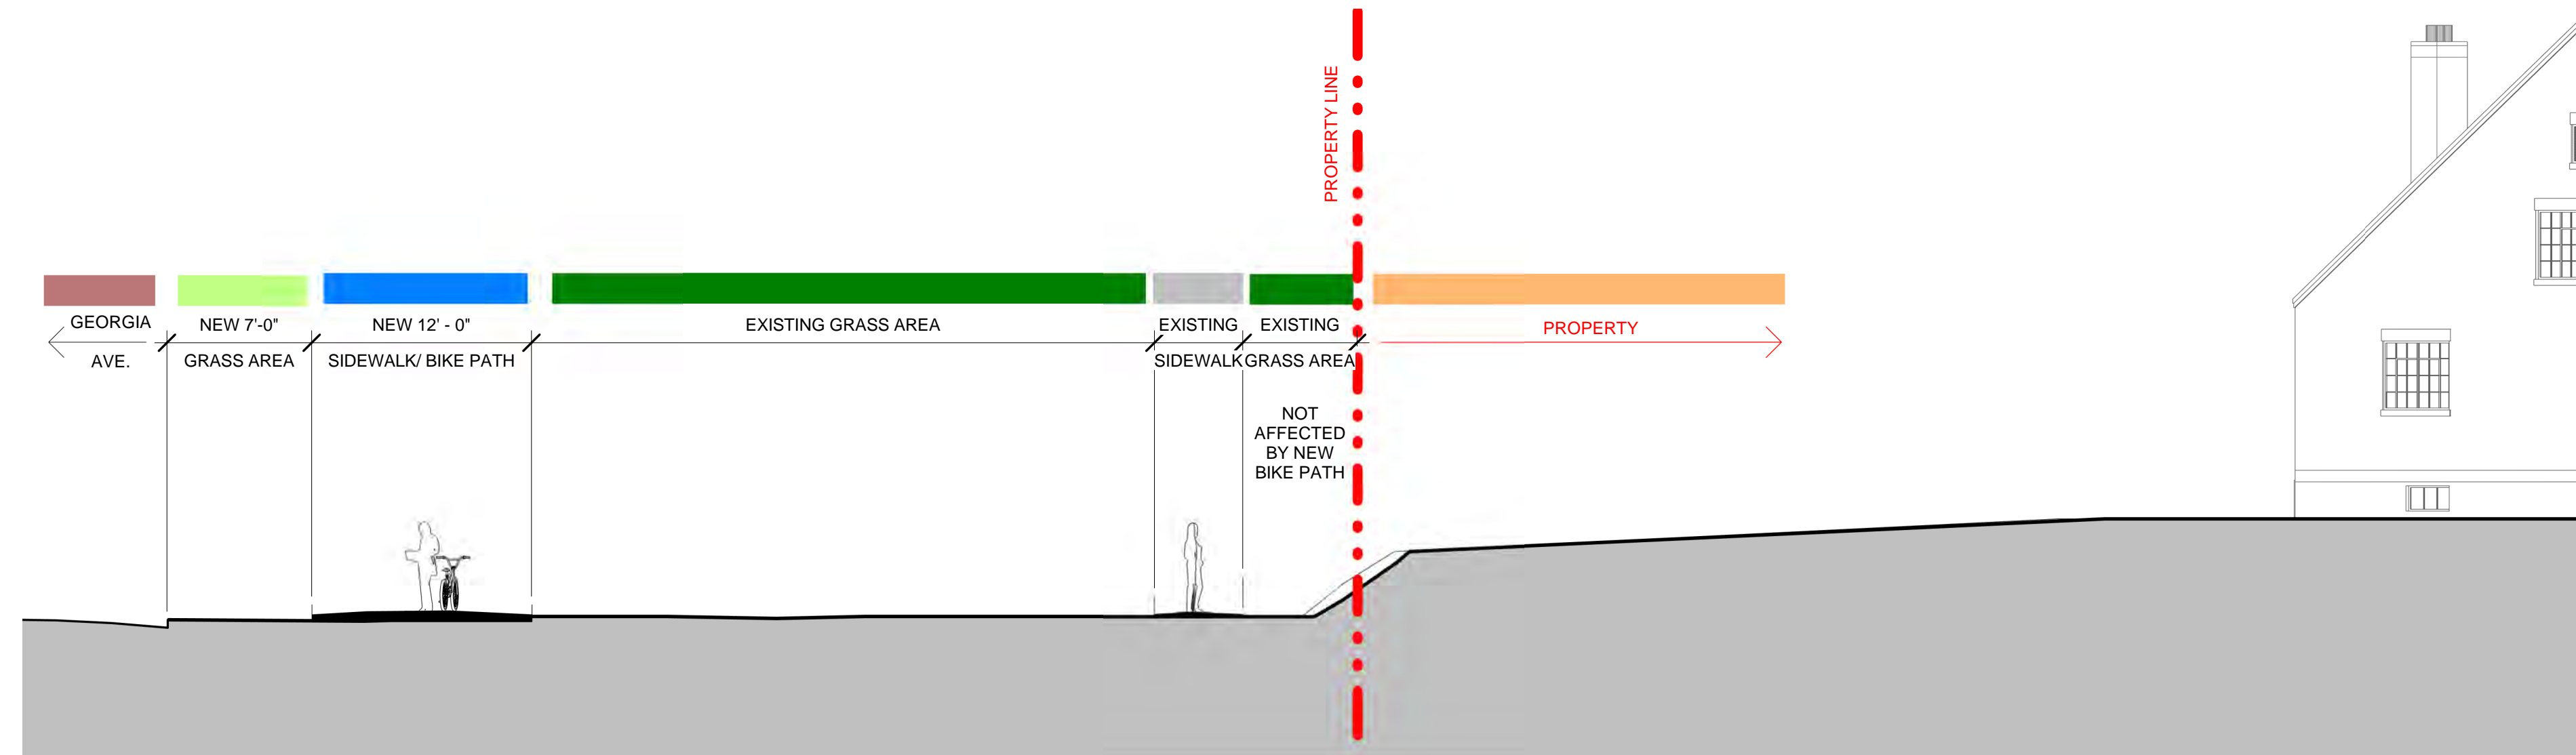 PROPERTY LINE
GEORGIA
AVE.
NEW 7'-0"
GRASS AREA
NEW 12' - 0"
SIDEWALK/ BIKE PATH
EXISTING GRASS AREA
EXISTING
SIDEWALK
EXISTING
GRASS AREA
NOT
AFFECTED
BY NEW
BIKE PATH
PROPERTY